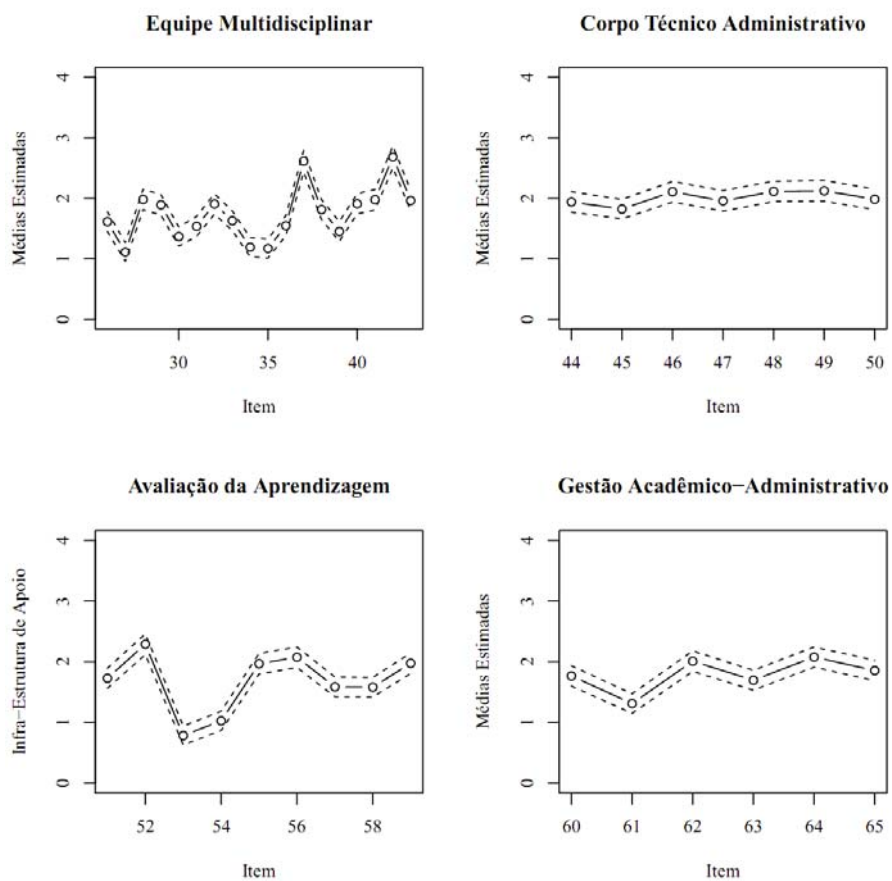 Equipe Multidisciplinar
Médias Estimadas
4
3
2
1
0
30 35 40
Item
Corpo Técnico Administrativo
Médias Estimadas
4
3
2
1
0
44 45 46 47 48 49 50
Item
Avaliação da Aprendizagem
Infra−Estrutura de Apoio
4
3
2
1
0
52 54 56 58
Item
Gestão Acadêmico−Administrativo
Médias Estimadas
4
3
2
1
0
60 61 62 63 64 65
Item